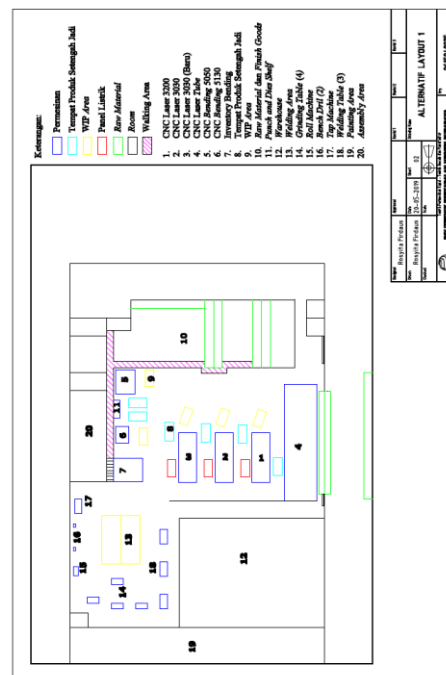 Keterangan:
Permesinan
Tempat Produk Setengah Jadi
WIP Area
Panel Listrik
Raw Material
Room
Walking Area
1. CNC Laser 3200
2. CNC Laser 3030
3. CNC Laser 3030 (Baru)
4. CNC Laser Tube
5. CNC Bending 5050
6. CNC Bending 5130
7. Inventory Bending
8. Tempat Produk Setengah Jadi
9. WIP Area
10. Raw Material dan Finish Goods
11. Punch and Dies Shelf
12. Warehouse
13. Welding Area
14. Grinding Table (4)
15. Roll Machine
16. Bench Drill (2)
17. Tap Machine
18. Welding Table (3)
19. Painting Area
20. Assembly Area
20
10
11
5
9
6
7
8
3
2
1
4
17
16
15
13
14
18
12
19
Rosyita Firdaus
Rosyita Firdaus
20-05-2019
02
ALTERNATIF LAYOUT 1